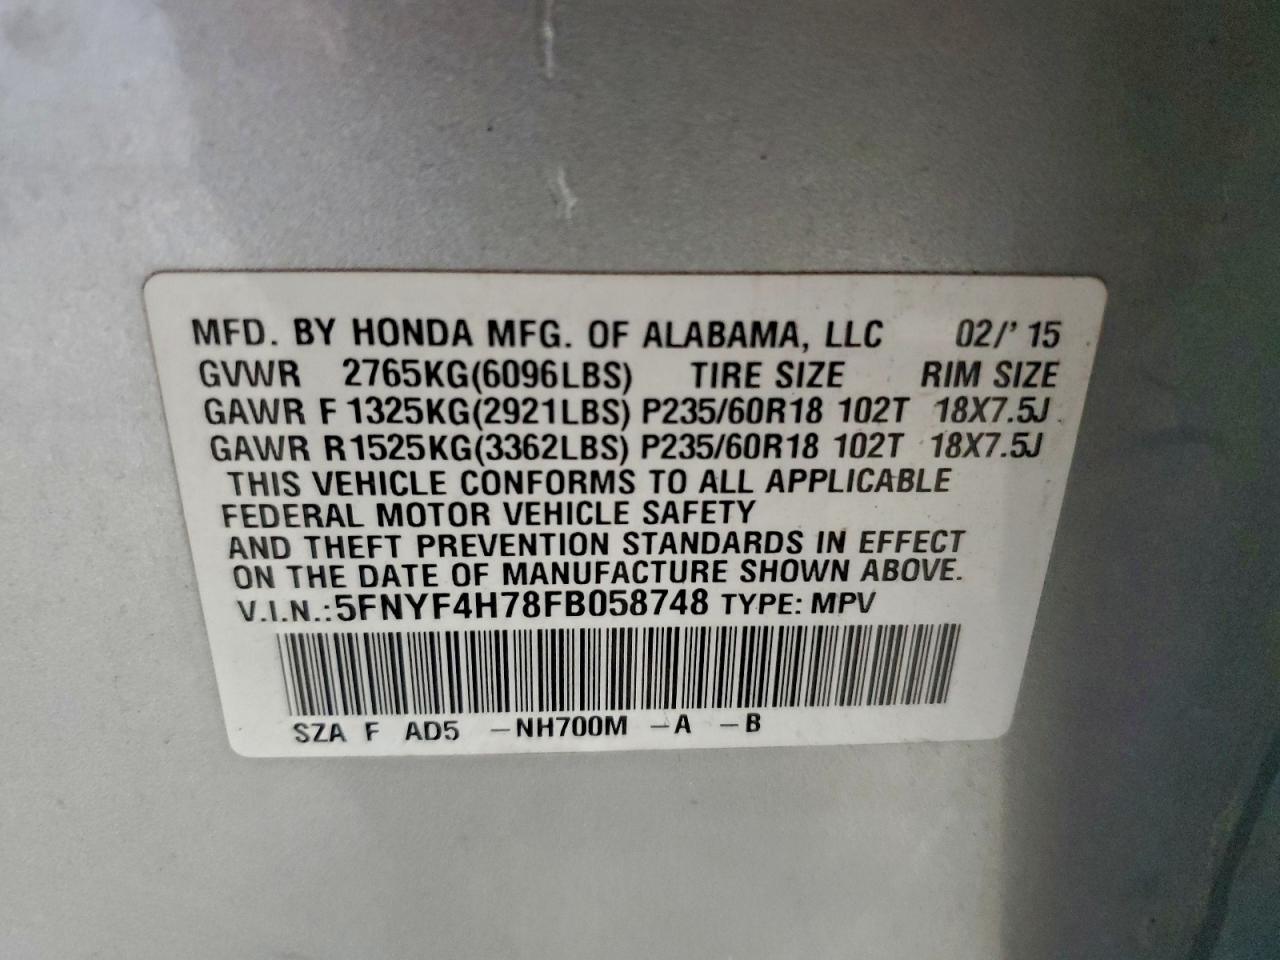 MFD. BY HONDA MFG. OF ALABAMA, LLC 02/' 15
GVWR 2765KG(6096LBS) TIRE SIZE RIM SIZE
GAWR F 1325KG(2921LBS) P235/60R18 102T 18X7.5J
GAWR R1525KG(3362LBS) P235/60R18 102T 18X7.5J
THIS VEHICLE CONFORMS TO ALL APPLICABLE
FEDERAL MOTOR VEHICLE SAFETY
AND THEFT PREVENTION STANDARDS IN EFFECT
ON THE DATE OF MANUFACTURE SHOWN ABOVE.
V.I.N.:5FNYF4H78FB058748 TYPE: MPV
SZA F AD5 -NH700M -A -B